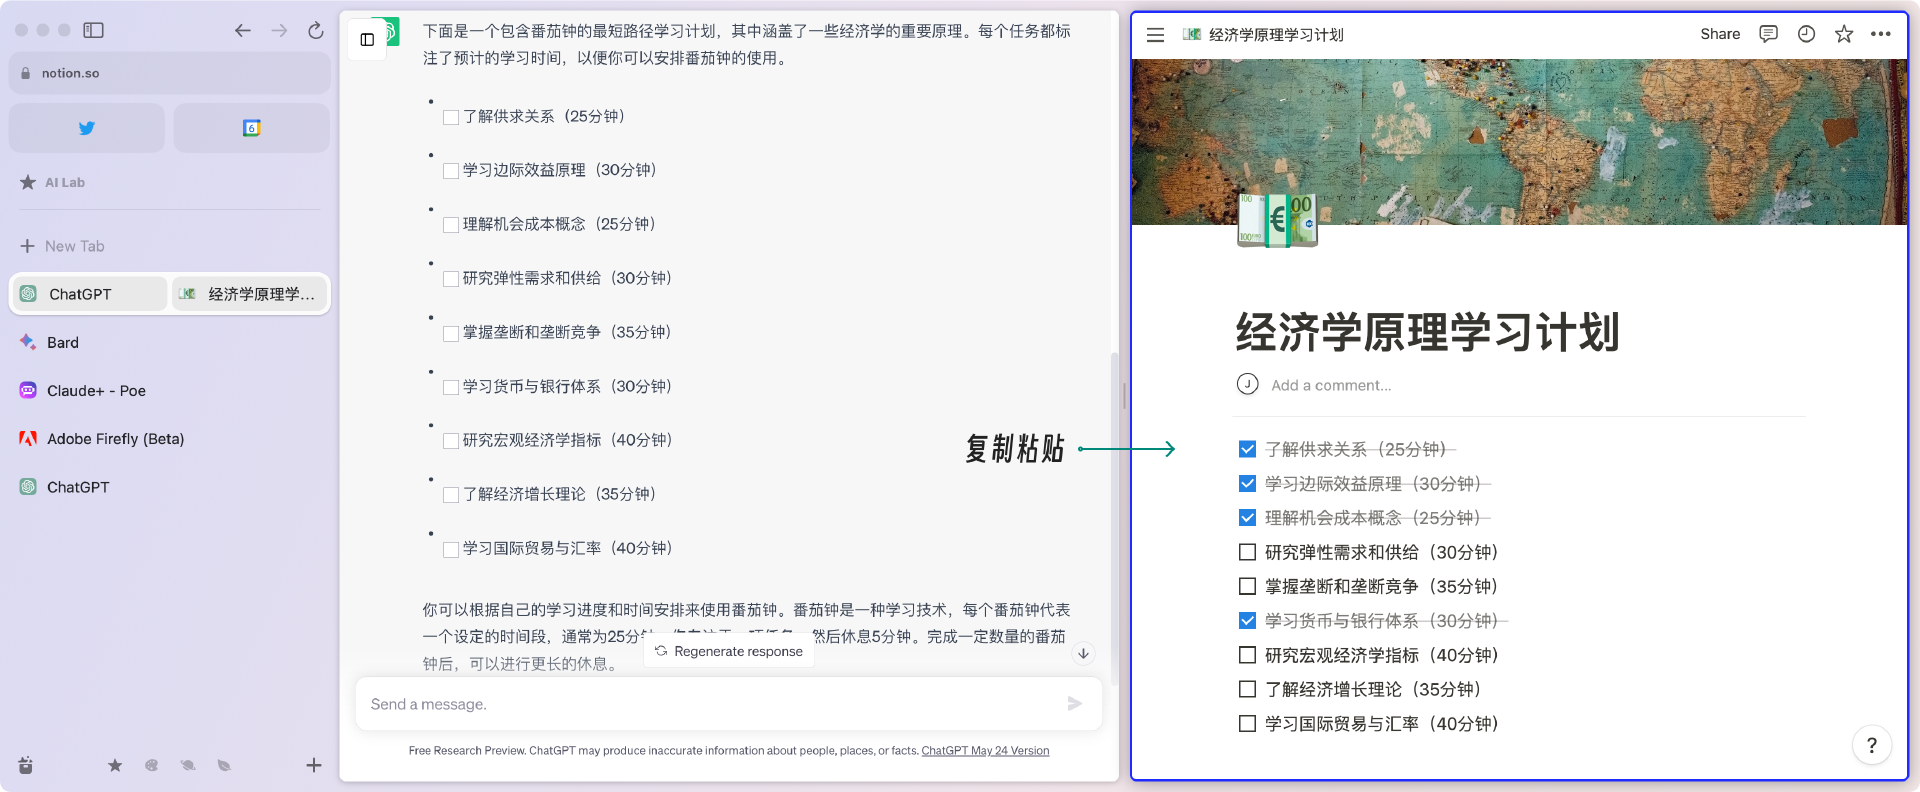 notion.so
6
AI Lab
New Tab
ChatGPT
经济学原理学...
Bard
Claude+ - Poe
Adobe Firefly (Beta)
ChatGPT
下面是一个包含番茄钟的最短路径学习计划，其中涵盖了一些经济学的重要原理。每个任务都标
注了预计的学习时间，以便你可以安排番茄钟的使用。
了解供求关系（25分钟）
学习边际效益原理（30分钟）
理解机会成本概念（25分钟）
研究弹性需求和供给（30分钟）
掌握垄断和垄断竞争（35分钟）
学习货币与银行体系（30分钟）
研究宏观经济学指标（40分钟）
了解经济增长理论（35分钟）
学习国际贸易与汇率（40分钟）
你可以根据自己的学习进度和时间安排来使用番茄钟。番茄钟是一种学习技术，每个番茄钟代表
一个设定的时间段，通常为25分钟 然后休息5分钟。完成一定数量的番茄
钟后，可以进行更长的休息。
Regenerate response
Send a message.
Free Research Preview. ChatGPT may produce inaccurate information about people, places, or facts. ChatGPT May 24 Version
复制粘贴
经济学原理学习计划
Share
经济学原理学习计划
J
Add a comment...
了解供求关系（25分钟）
学习边际效益原理（30分钟）
理解机会成本概念（25分钟）
研究弹性需求和供给（30分钟）
掌握垄断和垄断竞争（35分钟）
学习货币与银行体系（30分钟）
研究宏观经济学指标（40分钟）
了解经济增长理论（35分钟）
学习国际贸易与汇率（40分钟）
?